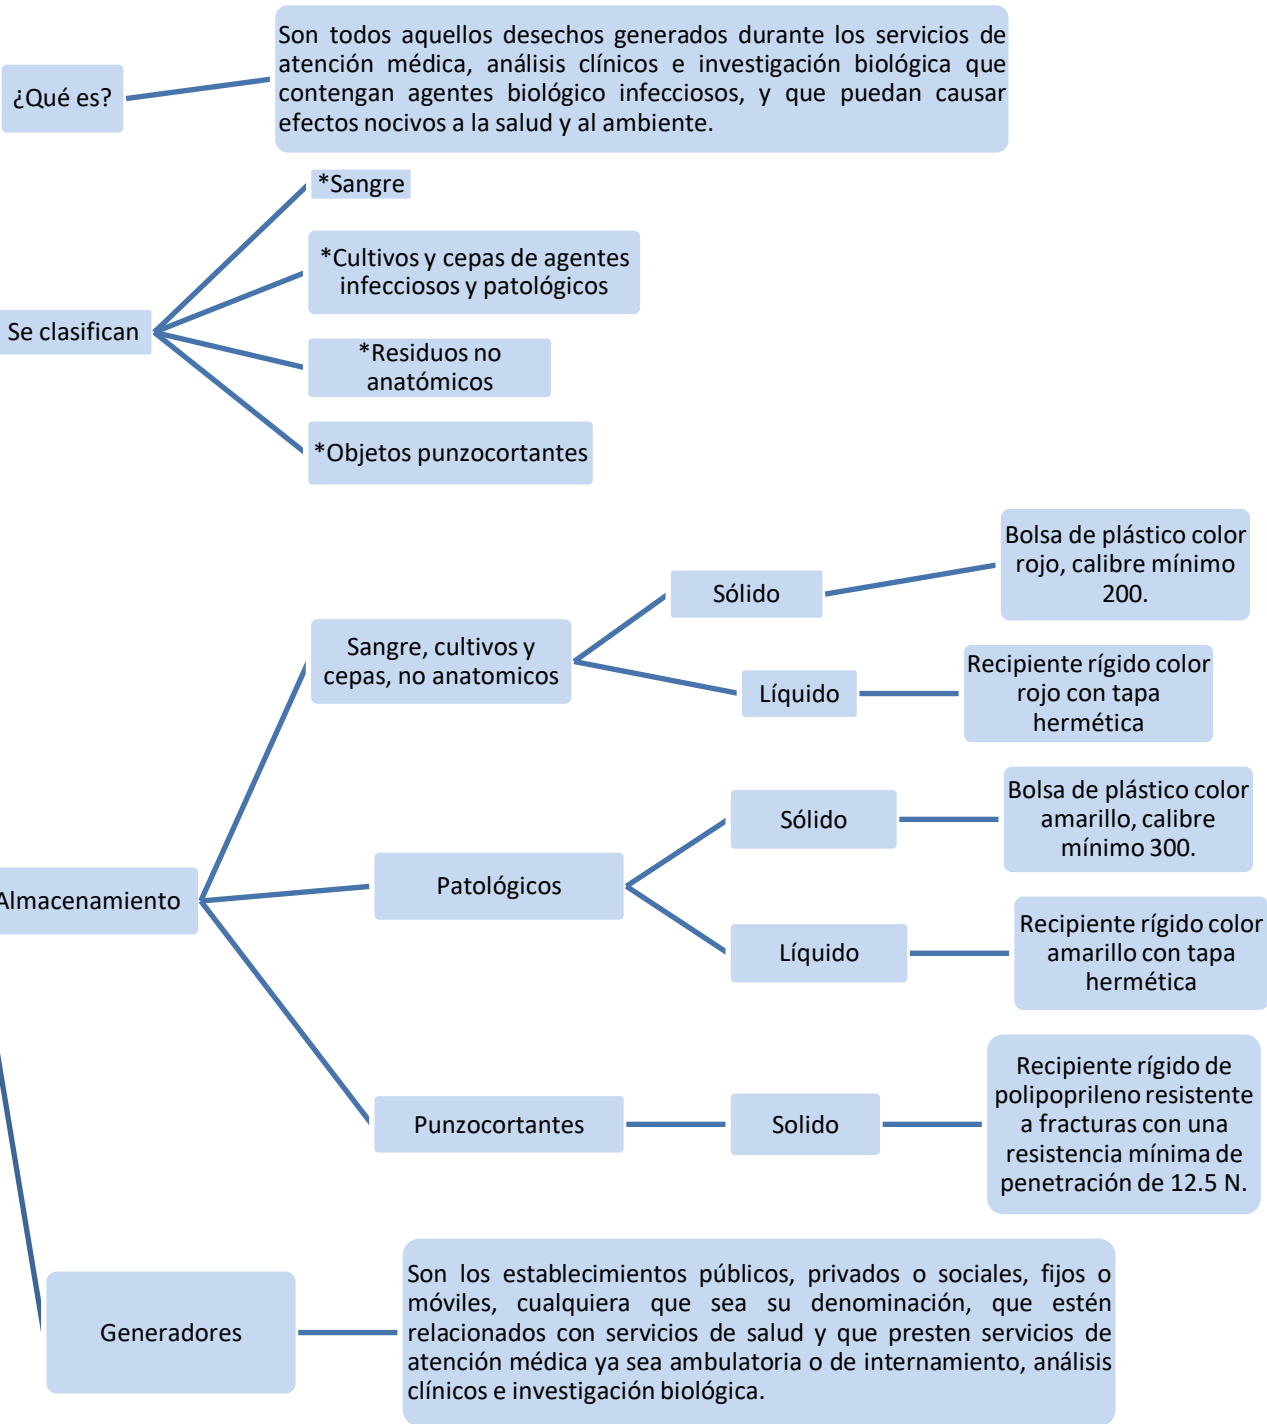 ¿Qué es?
Son todos aquellos desechos generados durante los servicios de
atención médica, análisis clínicos e investigación biológica que
contengan agentes biológico infecciosos, y que puedan causar
efectos nocivos a la salud y al ambiente.
Se clasifican
*Sangre
*Cultivos y cepas de agentes
infecciosos y patológicos
*Residuos no
anatómicos
*Objetos punzocortantes
Almacenamiento
Sangre, cultivos y
cepas, no anatomicos
Sólido
Bolsa de plástico color
rojo, calibre mínimo
200.
Líquido
Recipiente rígido color
rojo con tapa
hermética
Patológicos
Sólido
Bolsa de plástico color
amarillo, calibre
mínimo 300.
Líquido
Recipiente rígido color
amarillo con tapa
hermética
Punzocortantes
Solido
Recipiente rígido de
polipoprileno resistente
a fracturas con una
resistencia mínima de
penetración de 12.5 N.
Generadores
Son los establecimientos públicos, privados o sociales, fijos o
móviles, cualquiera que sea su denominación, que estén
relacionados con servicios de salud y que presten servicios de
atención médica ya sea ambulatoria o de internamiento, análisis
clínicos e investigación biológica.